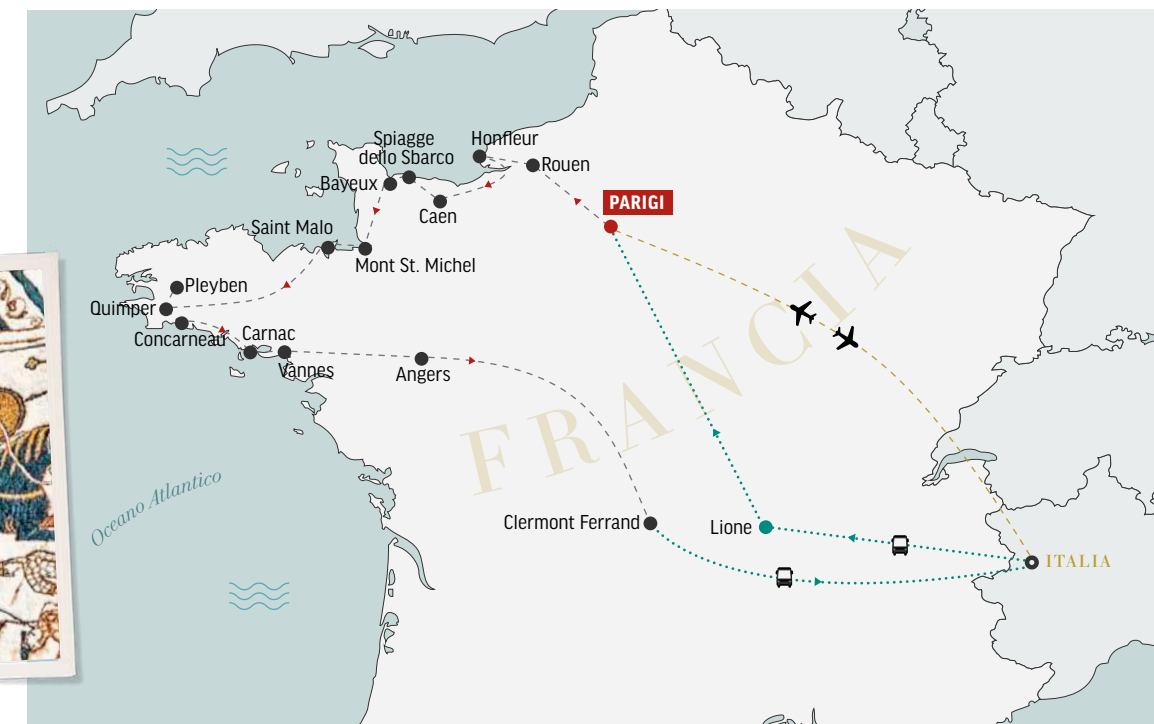 Spiagge
dello Sbarco
Honfleur
Rouen
Bayeux
Caen
PARIGI
Saint Malo
Mont St. Michel
Pleyben
Quimper
Concarneau
Carnac
Vannes
Angers
FRANCIA
Oceano Atlantico
Clermont Ferrand
Lione
ITALIA